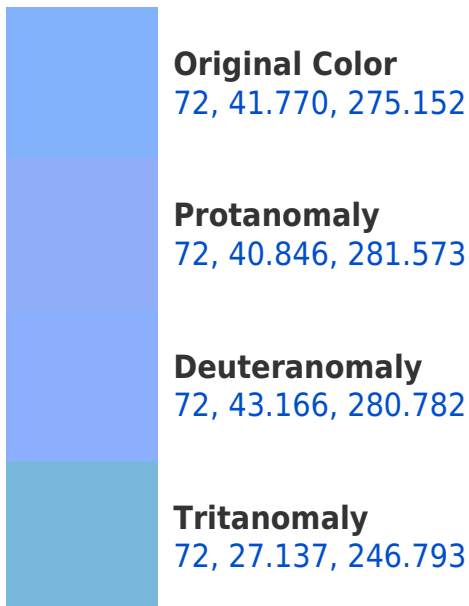 Original Color
72, 41.770, 275.152
Protanomaly
72, 40.846, 281.573
Deuteranomaly
72, 43.166, 280.782
Tritanomaly
72, 27.137, 246.793